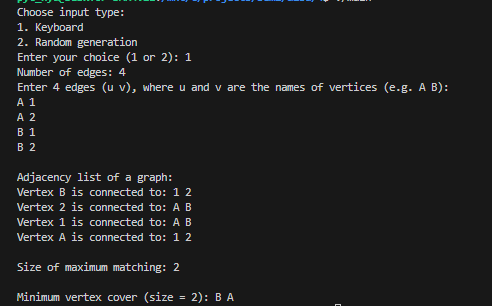 Choose input type:
1. Keyboard
2. Random generation
Enter your choice (1 or 2): 1
Number of edges: 4
Enter 4 edges (u v), where u and v are the names of vertices (e.g. A B):
A 1
A 2
B 1
B 2
Adjacency list of a graph:
Vertex B is connected to: 1 2
Vertex 2 is connected to: A B
Vertex 1 is connected to: A B
Vertex A is connected to: 1 2
Size of maximum matching: 2
Minimum vertex cover (size = 2): B A